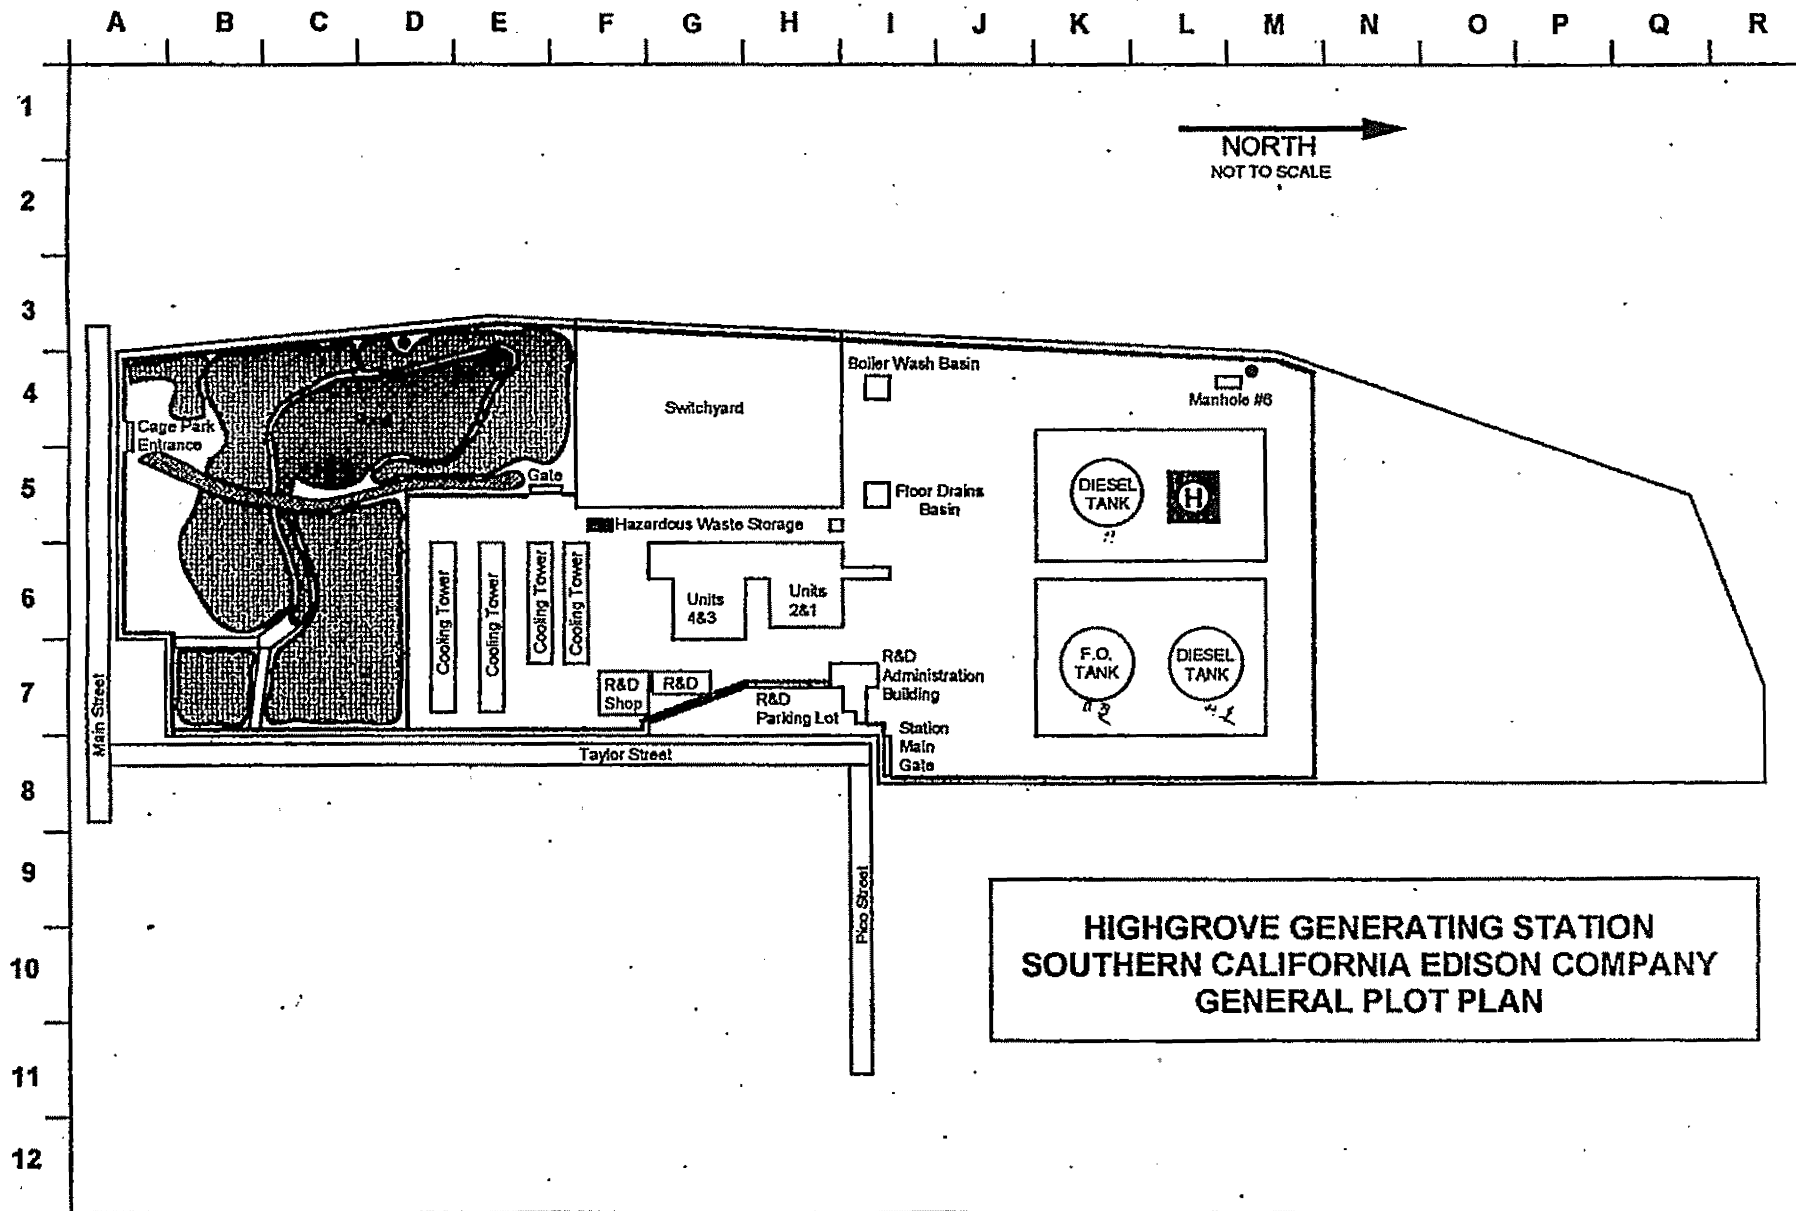 A B C D E F G H I J K L M N O P Q R
1
NORTH
NOT TO SCALE
2
3
4
Boiler Wash Basin
Manhole #6
Switchyard
Cage Park
Entrance
5
Gate
Floor Drains
Basin
DIESEL
TANK
H
Hazardous Waste Storage
6
Cooling Tower
Cooling Tower
Cooling Tower
Cooling Tower
Units
4&3
Units
2&1
7
R&D
Shop
R&D
R&D
Parking Lot
R&D
Administration
Building
F.O.
TANK
DIESEL
TANK
Main Street
Station
Main
Gate
Taylor Street
8
9
Pico Street
HIGHGROVE GENERATING STATION
SOUTHERN CALIFORNIA EDISON COMPANY
GENERAL PLOT PLAN
10
11
12